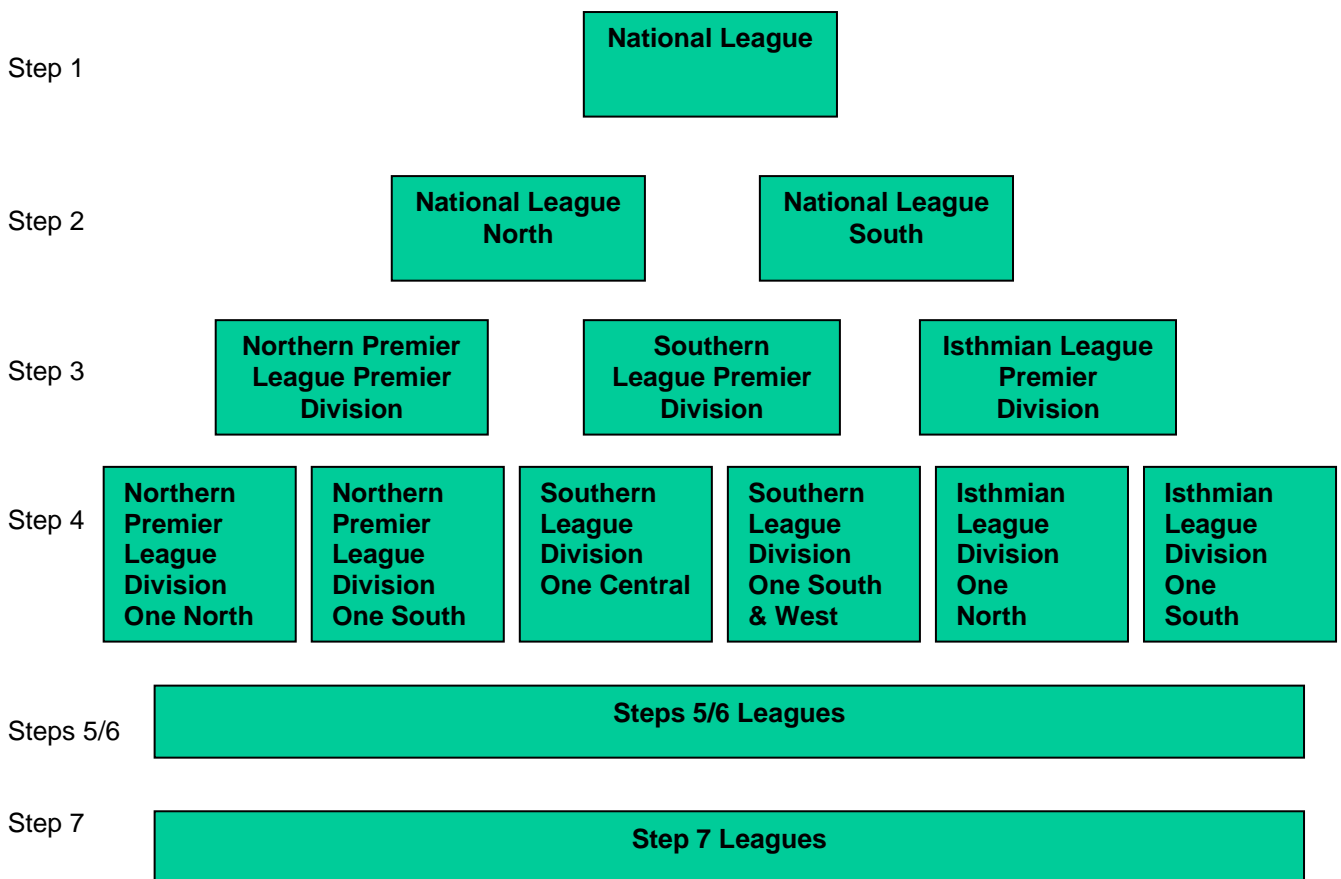 National League
Step 1
National League
North
National League
South
Step 2
Northern Premier
League Premier
Division
Southern
League Premier
Division
Isthmian League
Premier
Division
Step 3
Northern
Premier
League
Division
One North
Northern
Premier
League
Division
One South
Southern
League
Division
One Central
Southern
League
Division
One South
& West
Isthmian
League
Division
One
North
Isthmian
League
Division
One
South
Step 4
Steps 5/6 Leagues
Steps 5/6
Step 7
Step 7 Leagues